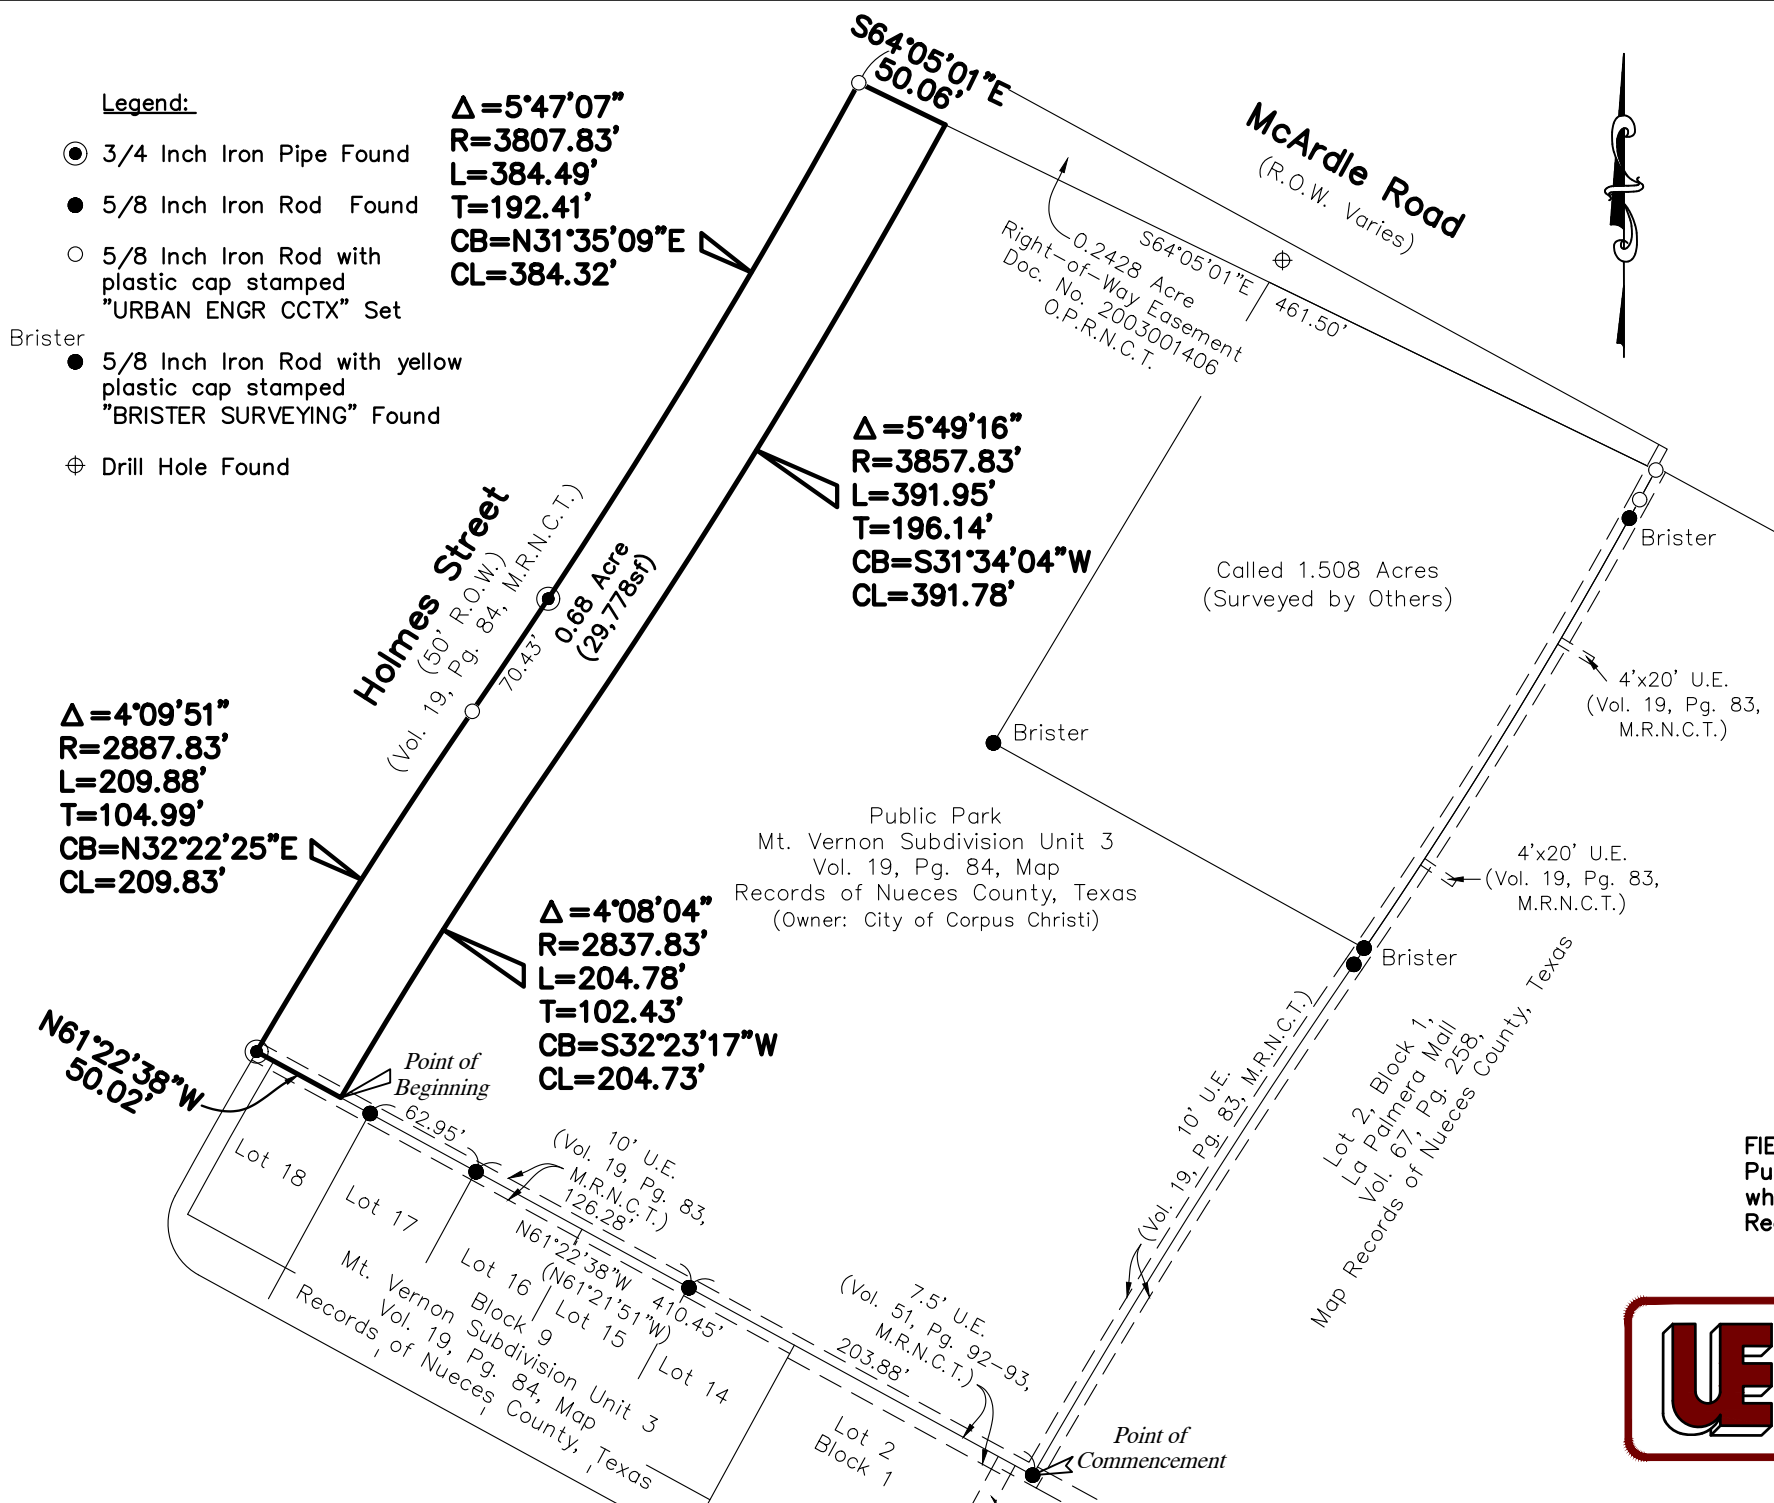 Legend:
3/4 Inch Iron Pipe Found
5/8 Inch Iron Rod Found
5/8 Inch Iron Rod with
plastic cap stamped
"URBAN ENGR CCTX" Set
Brister
5/8 Inch Iron Rod with yellow
plastic cap stamped
"BRISTER SURVEYING" Found
Drill Hole Found
Δ=5°47'07"
R=3807.83'
L=384.49'
T=192.41'
CB=N31°35'09"E
CL=384.32'
S64°05'01"E
50.06'
McArdle Road
(R.O.W. Varies)
0.2428 Acre
Right-of-Way Easement
Doc. No. 2003001406
O.P.R.N.C.T.
S64°05'01"E
461.50'
Δ=5°49'16"
R=3857.83'
L=391.95'
T=196.14'
CB=S31°34'04"W
CL=391.78'
Holmes Street
(50' R.O.W.)
(Vol. 19, Pg. 84, M.R.N.C.T.)
70.43'
0.68 Acre
(29,778sf)
Called 1.508 Acres
(Surveyed by Others)
Brister
4'x20' U.E.
(Vol. 19, Pg. 83,
M.R.N.C.T.)
Brister
Δ=4°09'51"
R=2887.83'
L=209.88'
T=104.99'
CB=N32°22'25"E
CL=209.83'
Public Park
Mt. Vernon Subdivision Unit 3
Vol. 19, Pg. 84, Map
Records of Nueces County, Texas
(Owner: City of Corpus Christi)
4'x20' U.E.
(Vol. 19, Pg. 83,
M.R.N.C.T.)
Δ=4°08'04"
R=2837.83'
L=204.78'
T=102.43'
CB=S32°23'17"W
CL=204.73'
Brister
N61°22'38"W
50.02'
Point of
Beginning
62.95'
10' U.E.
(Vol. 19, Pg. 83,
M.R.N.C.T.)
126.28'
N61°22'38"W
(N61°21'51"W)
410.45'
10' U.E.
(Vol. 19, Pg. 83, M.R.N.C.T.)
Lot 2, Block 1,
La Palmera Mall
Vol. 67, Pg. 258,
Map Records of Nueces County, Texas
Lot 18
Lot 17
Lot 16
Lot 15
Lot 14
Block 9
Mt. Vernon Subdivision Unit 3
Vol. 19, Pg. 84, Map
Records of Nueces County, Texas
7.5' U.E.
(Vol. 51, Pg. 92-93,
M.R.N.C.T.)
203.88'
Lot 2
Block 1
Point of
Commencement
FIE
Pu
wh
Re
UE